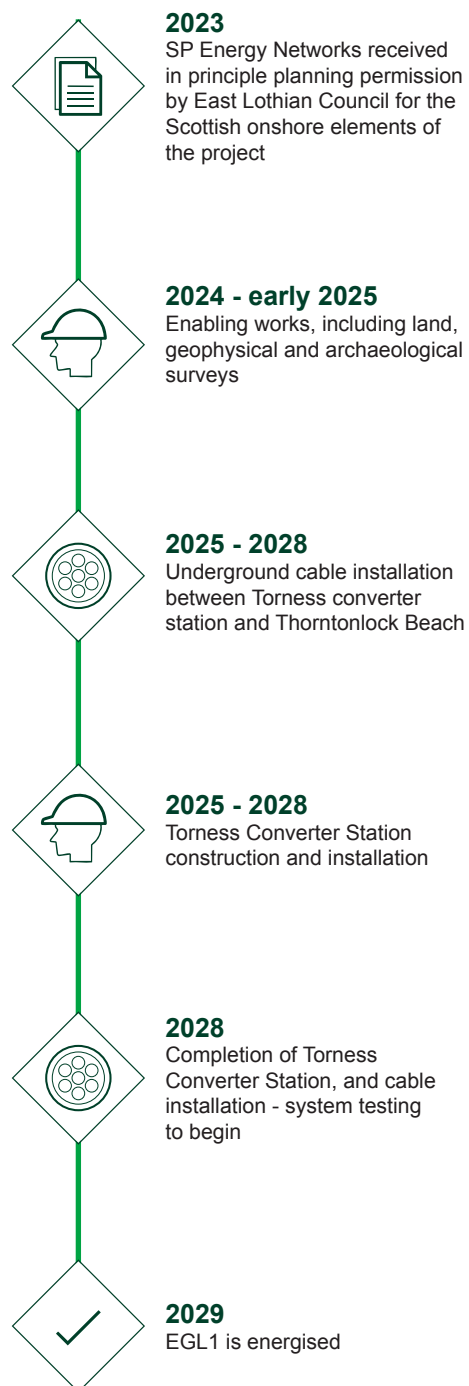 2023
SP Energy Networks received
in principle planning permission
by East Lothian Council for the
Scottish onshore elements of
the project
2024 - early 2025
Enabling works, including land,
geophysical and archaeological
surveys
2025 - 2028
Underground cable installation
between Torness converter
station and Thorntonlock Beach
2025 - 2028
Torness Converter Station
construction and installation
2028
Completion of Torness
Converter Station, and cable
installation - system testing
to begin
2029
EGL1 is energised